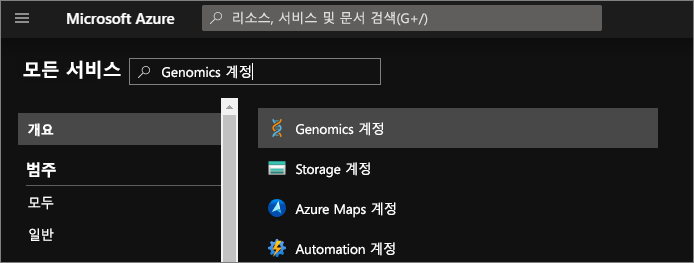 Microsoft Azure
리소스, 서비스 및 문서 검색(G+/)
모든 서비스
Genomics 계정
개요
범주
모두
일반
Genomics 계정
Storage 계정
Azure Maps 계정
Automation 계정